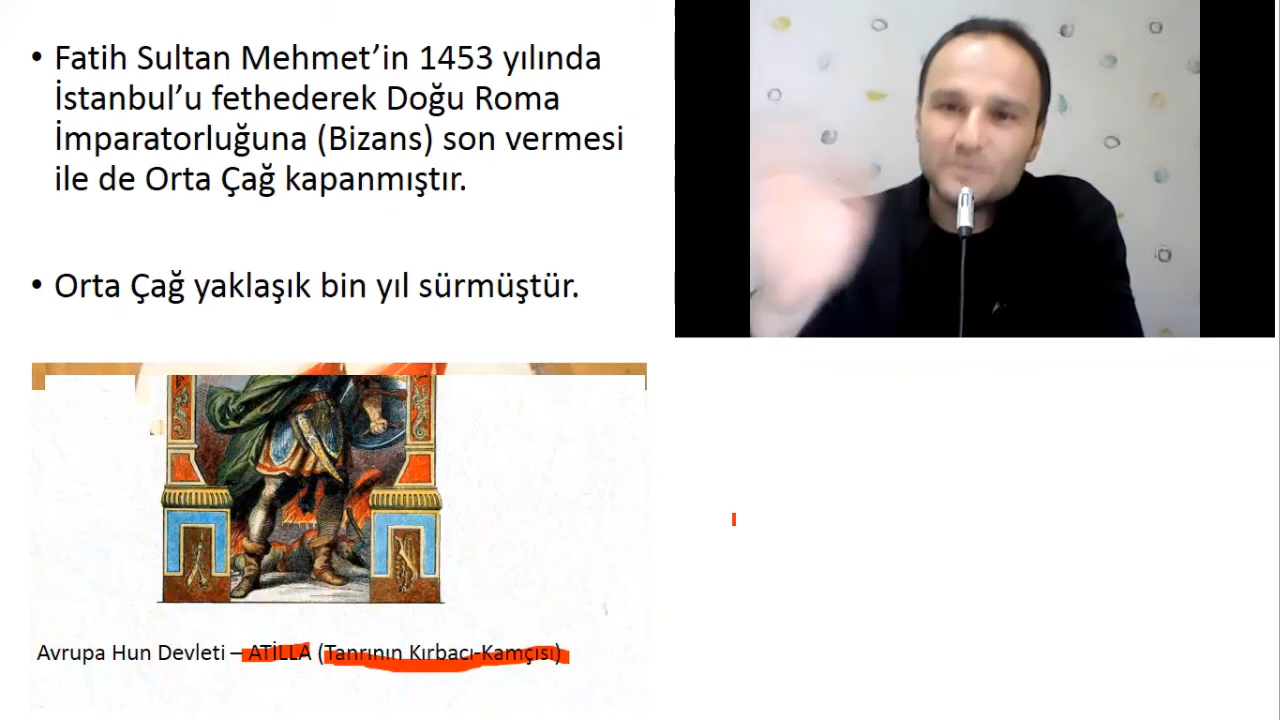 • Fatih Sultan Mehmet’in 1453 yılında
İstanbul’u fethederek Doğu Roma
İmparatorluğuna (Bizans) son vermesi
ile de Orta Çağ kapanmıştır.
• Orta Çağ yaklaşık bin yıl sürmüştür.
Avrupa Hun Devleti – ATİLLA (Tanrının Kırbacı-Kamçısı)